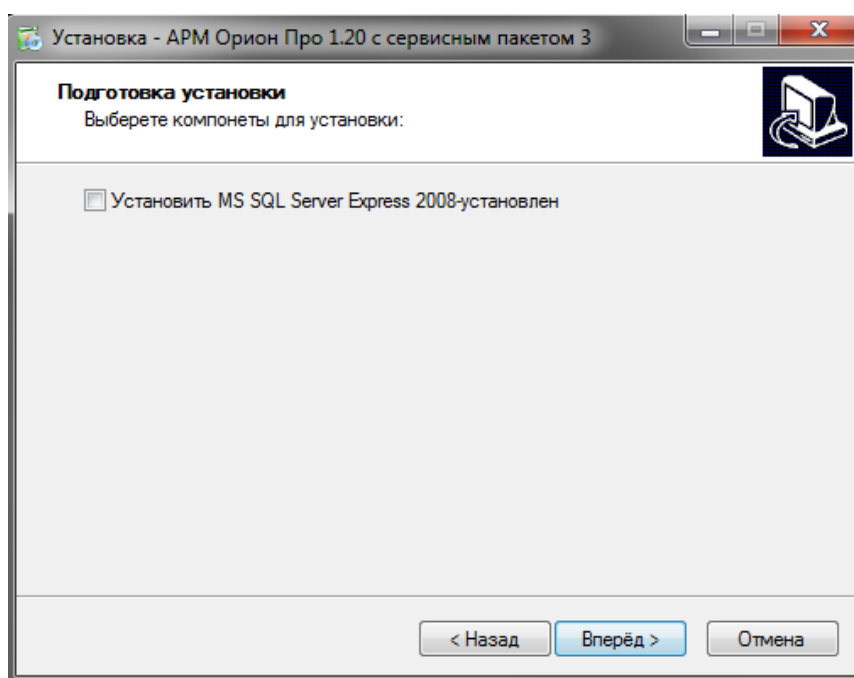 Установка - АРМ Орион Про 1.20 с сервисным пакетом 3
Подготовка установки
Выберете компонеты для установки:
Установить MS SQL Server Express 2008-установлен
< Назад
Вперёд >
Отмена